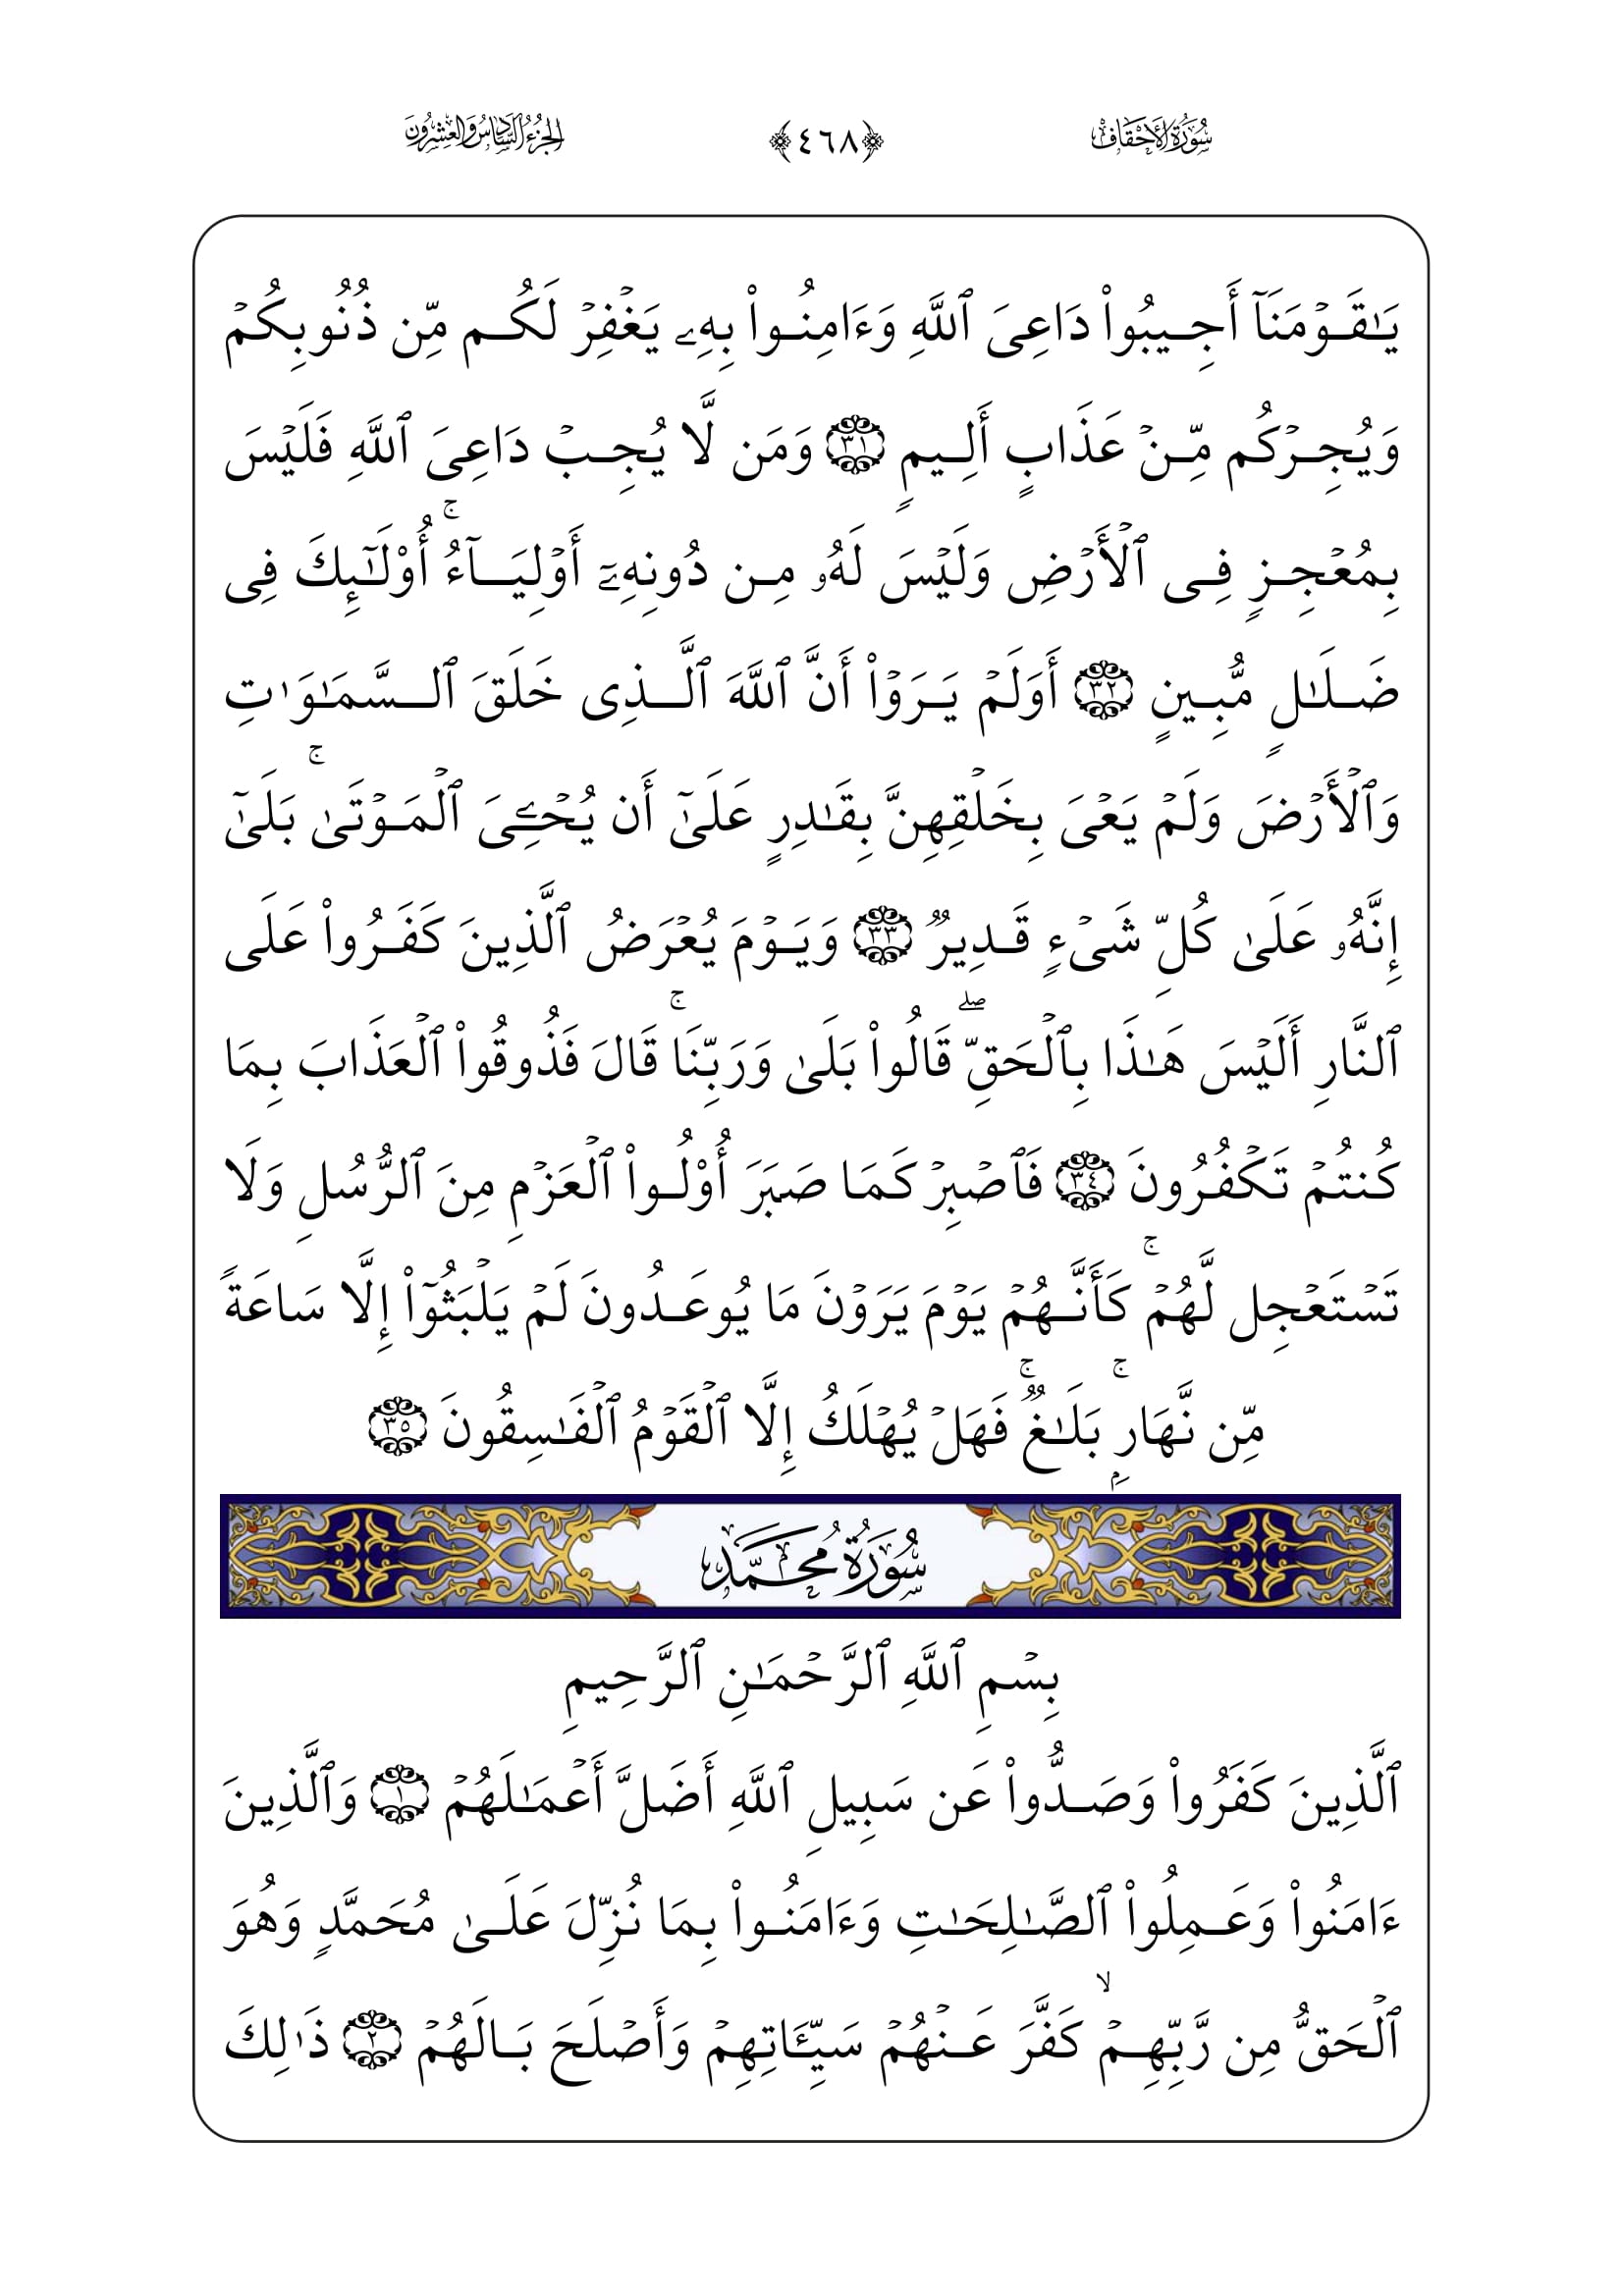 سُورَةُ الأَحْقَافِ ﴿٤٦٨﴾ الجُزْءُ السَّادِسُ وَالعِشْرُونَ
يَـٰقَوْمَنَآ أَجِيبُوا۟ دَاعِىَ ٱللَّهِ وَءَامِنُوا۟ بِهِۦ يَغْفِرْ لَكُم مِّن ذُنُوبِكُمْ
وَيُجِرْكُم مِّنْ عَذَابٍ أَلِيمٍ ٣١ وَمَن لَّا يُجِبْ دَاعِىَ ٱللَّهِ فَلَيْسَ
بِمُعْجِزٍ فِى ٱلْأَرْضِ وَلَيْسَ لَهُۥ مِن دُونِهِۦٓ أَوْلِيَآءُ ۚ أُو۟لَـٰٓئِكَ فِى
ضَلَـٰلٍ مُّبِينٍ ٣٢ أَوَلَمْ يَرَوْا۟ أَنَّ ٱللَّهَ ٱلَّذِى خَلَقَ ٱلسَّمَـٰوَٰتِ
وَٱلْأَرْضَ وَلَمْ يَعْىَ بِخَلْقِهِنَّ بِقَـٰدِرٍ عَلَىٰٓ أَن يُحْـِۧىَ ٱلْمَوْتَىٰ ۚ بَلَىٰٓ
إِنَّهُۥ عَلَىٰ كُلِّ شَىْءٍ قَدِيرٌ ٣٣ وَيَوْمَ يُعْرَضُ ٱلَّذِينَ كَفَرُوا۟ عَلَى
ٱلنَّارِ أَلَيْسَ هَـٰذَا بِٱلْحَقِّ ۖ قَالُوا۟ بَلَىٰ وَرَبِّنَا ۚ قَالَ فَذُوقُوا۟ ٱلْعَذَابَ بِمَا
كُنتُمْ تَكْفُرُونَ ٣٤ فَٱصْبِرْ كَمَا صَبَرَ أُو۟لُوا۟ ٱلْعَزْمِ مِنَ ٱلرُّسُلِ وَلَا
تَسْتَعْجِل لَّهُمْ ۚ كَأَنَّهُمْ يَوْمَ يَرَوْنَ مَا يُوعَدُونَ لَمْ يَلْبَثُوٓا۟ إِلَّا سَاعَةً
مِّن نَّهَارٍۭ ۚ بَلَـٰغٌ ۚ فَهَلْ يُهْلَكُ إِلَّا ٱلْقَوْمُ ٱلْفَـٰسِقُونَ ٣٥
سُورَةُ مُحَمَّدٍ
بِسْمِ ٱللَّهِ ٱلرَّحْمَـٰنِ ٱلرَّحِيمِ
ٱلَّذِينَ كَفَرُوا۟ وَصَدُّوا۟ عَن سَبِيلِ ٱللَّهِ أَضَلَّ أَعْمَـٰلَهُمْ ١ وَٱلَّذِينَ
ءَامَنُوا۟ وَعَمِلُوا۟ ٱلصَّـٰلِحَـٰتِ وَءَامَنُوا۟ بِمَا نُزِّلَ عَلَىٰ مُحَمَّدٍ وَهُوَ
ٱلْحَقُّ مِن رَّبِّهِمْ ۙ كَفَّرَ عَنْهُمْ سَيِّـَٔاتِهِمْ وَأَصْلَحَ بَالَهُمْ ٢ ذَٰلِكَ